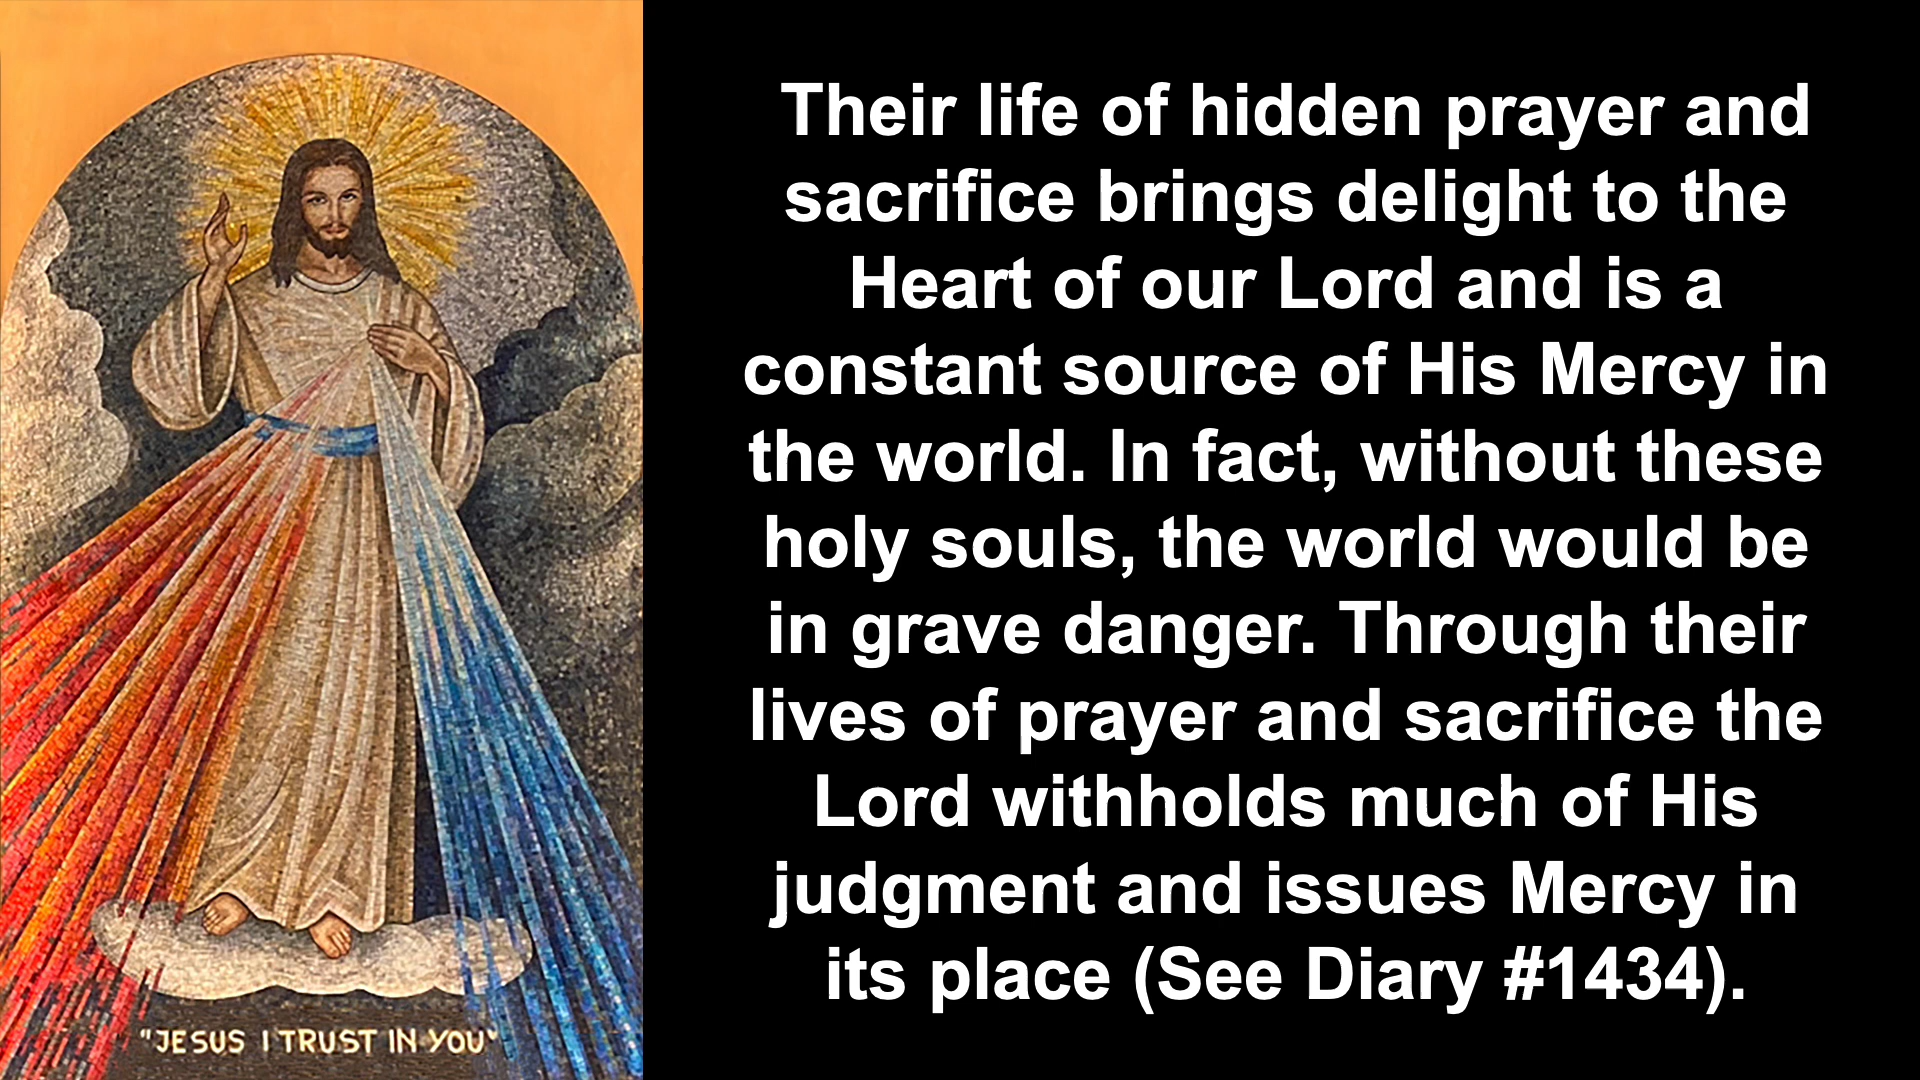 Their life of hidden prayer and
sacrifice brings delight to the
Heart of our Lord and is a
constant source of His Mercy in
the world. In fact, without these
holy souls, the world would be
in grave danger. Through their
lives of prayer and sacrifice the
Lord withholds much of His
judgment and issues Mercy in
its place (See Diary #1434).
"JESUS I TRUST IN YOU"